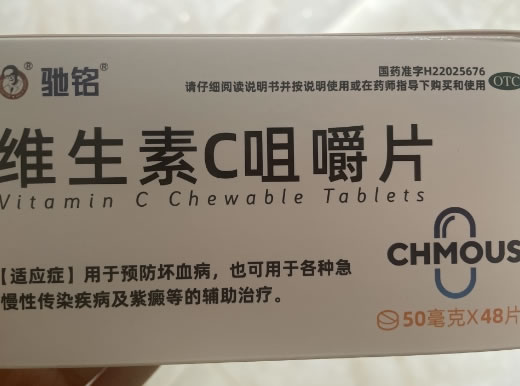 驰铭®
国药准字H22025676
请仔细阅读说明书并按说明使用或在药师指导下购买和使用
OTC
维生素C咀嚼片
Vitamin C Chewable Tablets
CHMOUS
【适应症】用于预防坏血病，也可用于各种急
慢性传染疾病及紫癜等的辅助治疗。
50毫克X48片